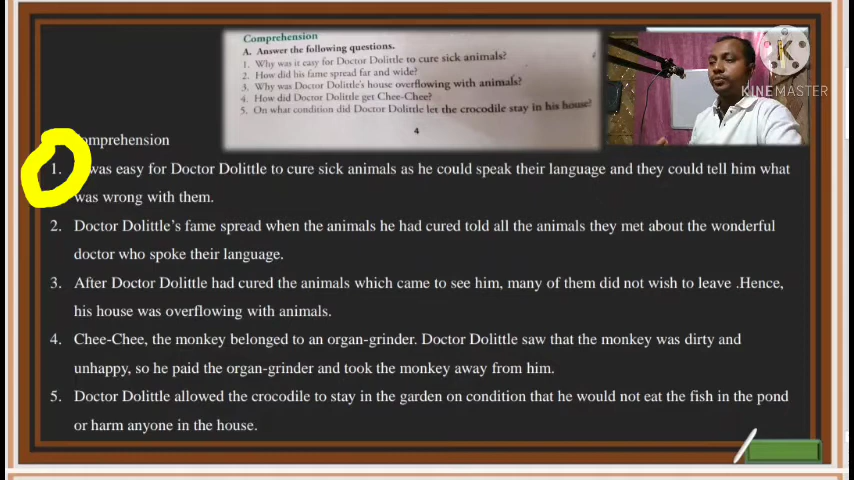 Comprehension
A. Answer the following questions.
1. Why was it easy for Doctor Dolittle to cure sick animals?
2. How did his fame spread far and wide?
3. Why was Doctor Dolittle's house overflowing with animals?
4. How did Doctor Dolittle get Chee-Chee?
5. On what condition did Doctor Dolittle let the crocodile stay in his house?
4
K
KINEMASTER
omprehension
1. was easy for Doctor Dolittle to cure sick animals as he could speak their language and they could tell him what
was wrong with them.
2. Doctor Dolittle's fame spread when the animals he had cured told all the animals they met about the wonderful
doctor who spoke their language.
3. After Doctor Dolittle had cured the animals which came to see him, many of them did not wish to leave .Hence,
his house was overflowing with animals.
4. Chee-Chee, the monkey belonged to an organ-grinder. Doctor Dolittle saw that the monkey was dirty and
unhappy, so he paid the organ-grinder and took the monkey away from him.
5. Doctor Dolittle allowed the crocodile to stay in the garden on condition that he would not eat the fish in the pond
or harm anyone in the house.